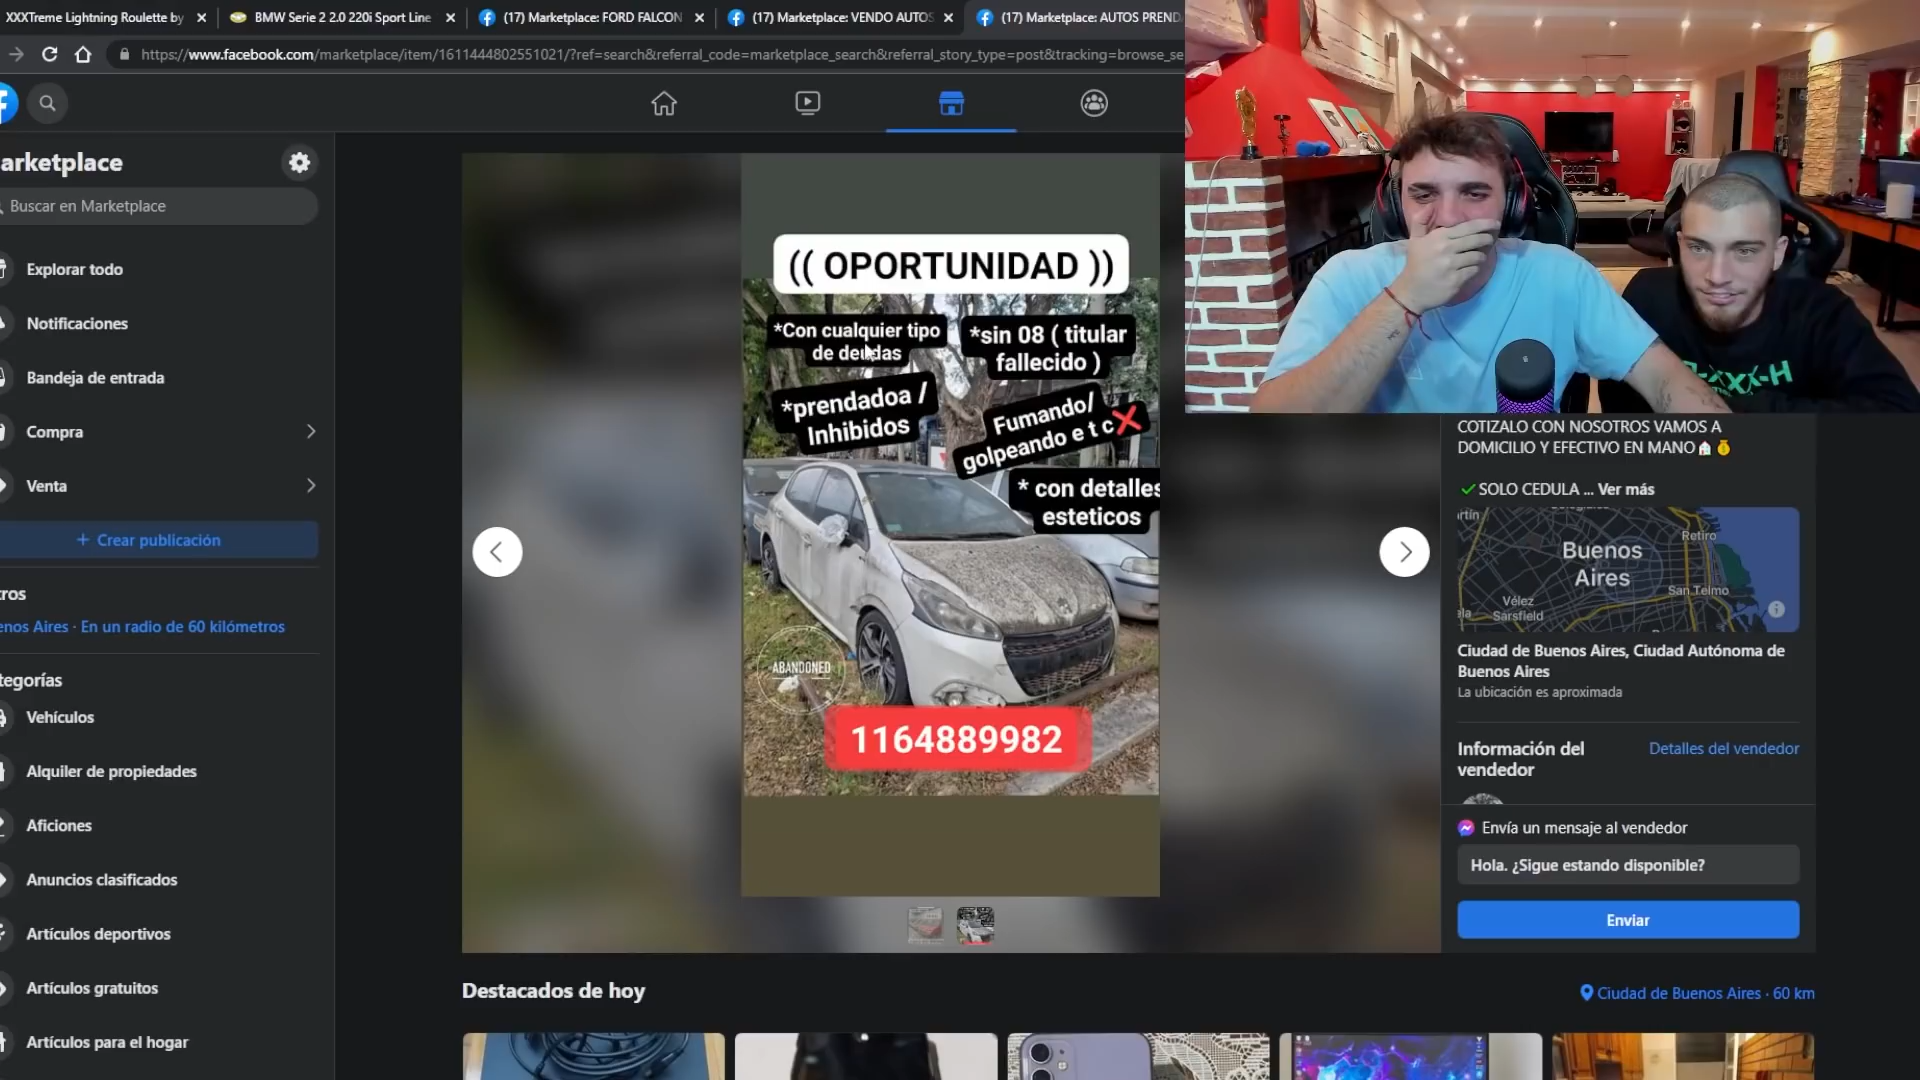 XXXTreme Lightning Roulette by
BMW Serie 2 2.0 220i Sport Line
(17) Marketplace: FORD FALCON
(17) Marketplace: VENDO AUTOS
(17) Marketplace: AUTOS PREND
https://www.facebook.com/marketplace/item/1611444802551021/?ref=search&referral_code=marketplace_search&referral_story_type=post&tracking=browse_se
arketplace
Buscar en Marketplace
Explorar todo
Notificaciones
Bandeja de entrada
Compra
Venta
+ Crear publicación
tros
enos Aires · En un radio de 60 kilómetros
tegorías
Vehículos
Alquiler de propiedades
Aficiones
Anuncios clasificados
Artículos deportivos
Artículos gratuitos
Artículos para el hogar
(( OPORTUNIDAD ))
*Con cualquier tipo
de deudas
*sin 08 ( titular
fallecido )
*prendadoa /
Inhibidos
Fumando/
golpeando e t c❌
* con detalles
esteticos
ABANDONED
1164889982
COTIZALO CON NOSOTROS VAMOS A
DOMICILIO Y EFECTIVO EN MANO🏠💰
✓SOLO CEDULA ... Ver más
Retiro
Buenos
Aires
San Telmo
Vélez
Sarsfield
Ciudad de Buenos Aires, Ciudad Autónoma de
Buenos Aires
La ubicación es aproximada
Información del
vendedor
Detalles del vendedor
Envía un mensaje al vendedor
Hola. ¿Sigue estando disponible?
Enviar
Destacados de hoy
Ciudad de Buenos Aires · 60 km